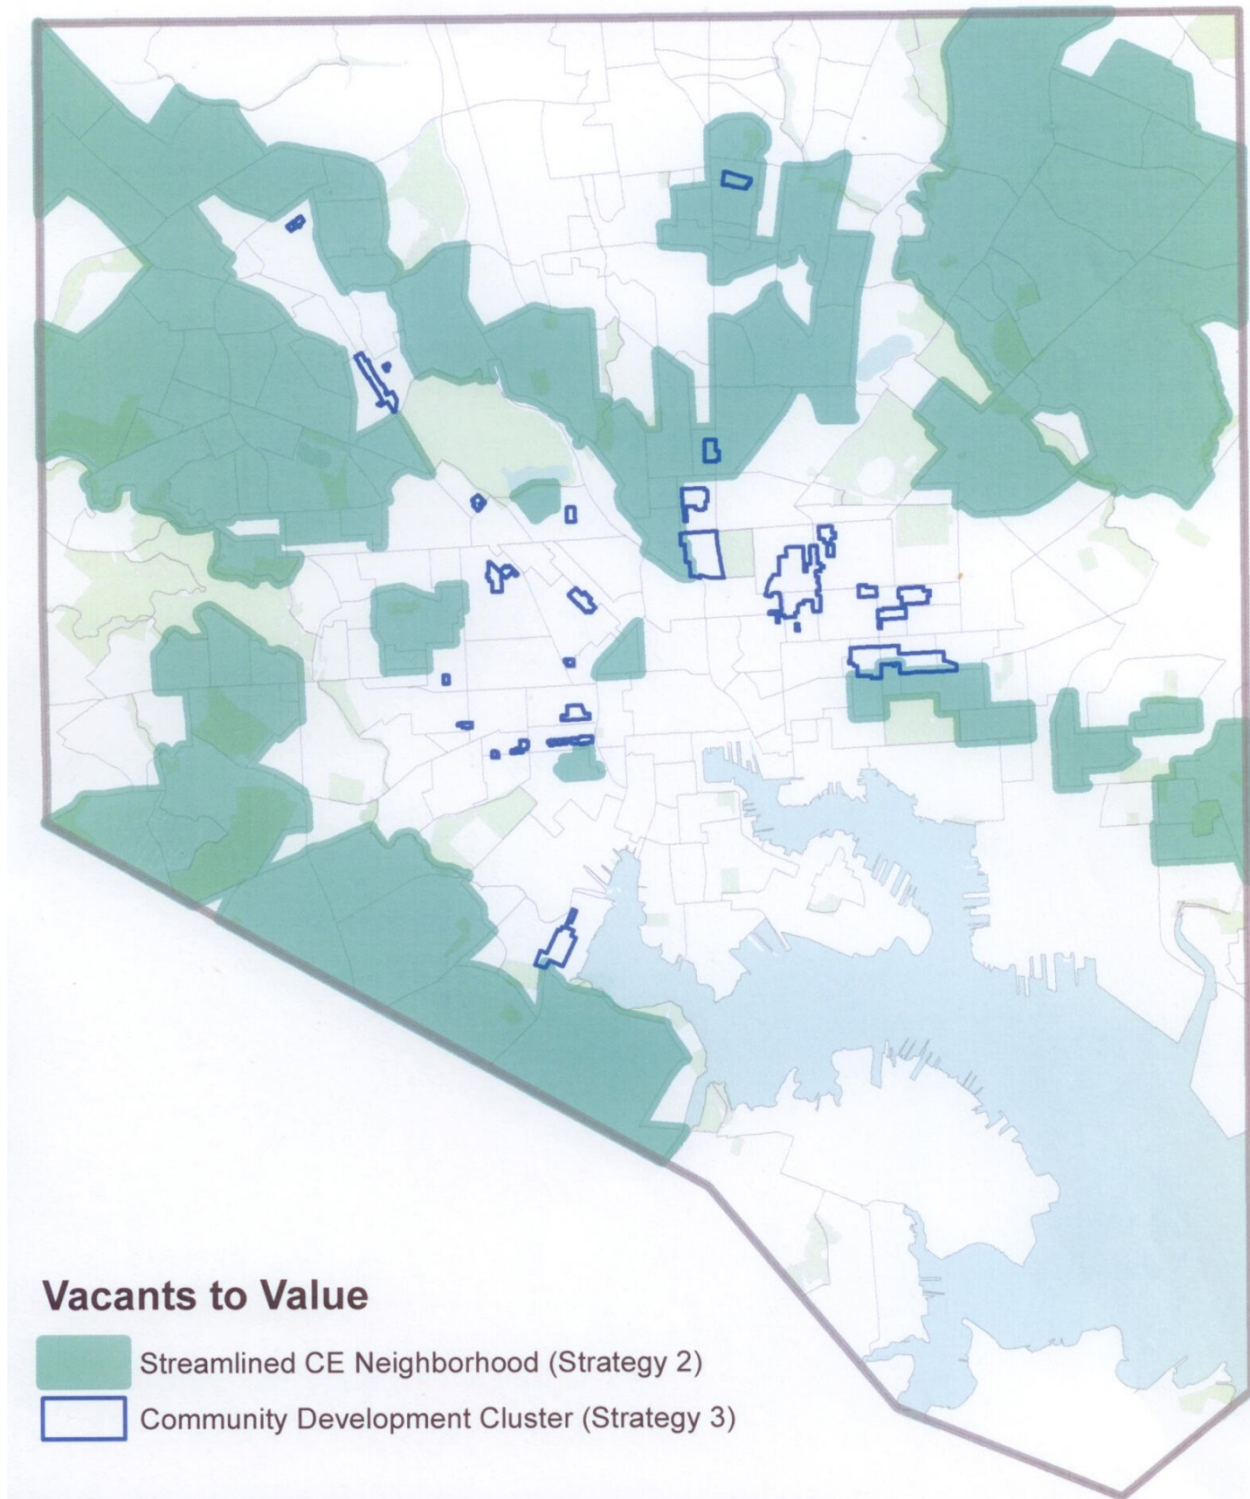 Vacants to Value
Streamlined CE Neighborhood (Strategy 2)
Community Development Cluster (Strategy 3)